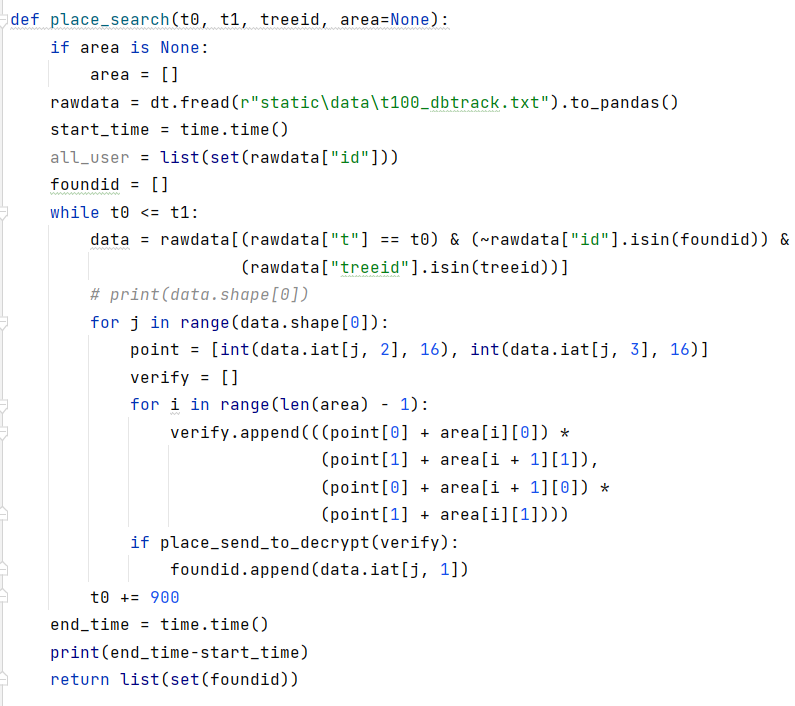 def place_search(t0, t1, treeid, area=None):
    if area is None:
        area = []
    rawdata = dt.fread(r"static\data\t100_dbtrack.txt").to_pandas()
    start_time = time.time()
    all_user = list(set(rawdata["id"]))
    foundid = []
    while t0 <= t1:
        data = rawdata[(rawdata["t"] == t0) & (~rawdata["id"].isin(foundid)) &
                       (rawdata["treeid"].isin(treeid))]
        # print(data.shape[0])
        for j in range(data.shape[0]):
            point = [int(data.iat[j, 2], 16), int(data.iat[j, 3], 16)]
            verify = []
            for i in range(len(area) - 1):
                verify.append(((point[0] + area[i][0]) *
                               (point[1] + area[i + 1][1]),
                               (point[0] + area[i + 1][0]) *
                               (point[1] + area[i][1])))
            if place_send_to_decrypt(verify):
                foundid.append(data.iat[j, 1])
        t0 += 900
    end_time = time.time()
    print(end_time-start_time)
    return list(set(foundid))